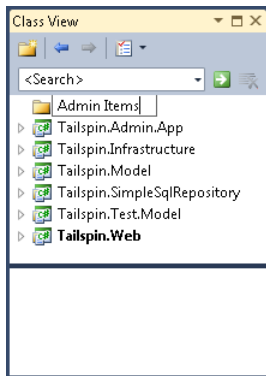 Class View
<Search>
Admin Items
Tailspin.Admin.App
Tailspin.Infrastructure
Tailspin.Model
Tailspin.SimpleSqlRepository
Tailspin.Test.Model
Tailspin.Web